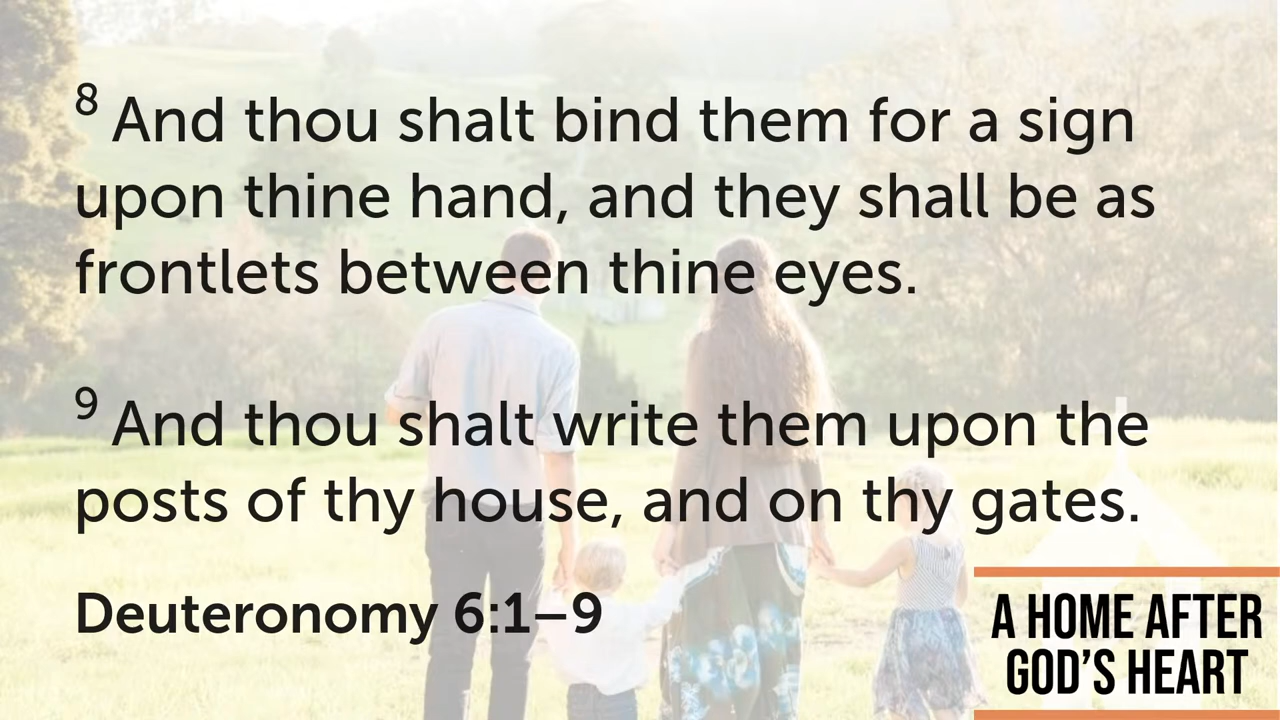 8 And thou shalt bind them for a sign
upon thine hand, and they shall be as
frontlets between thine eyes.
9 And thou shalt write them upon the
posts of thy house, and on thy gates.
Deuteronomy 6:1–9
A HOME AFTER
GOD’S HEART